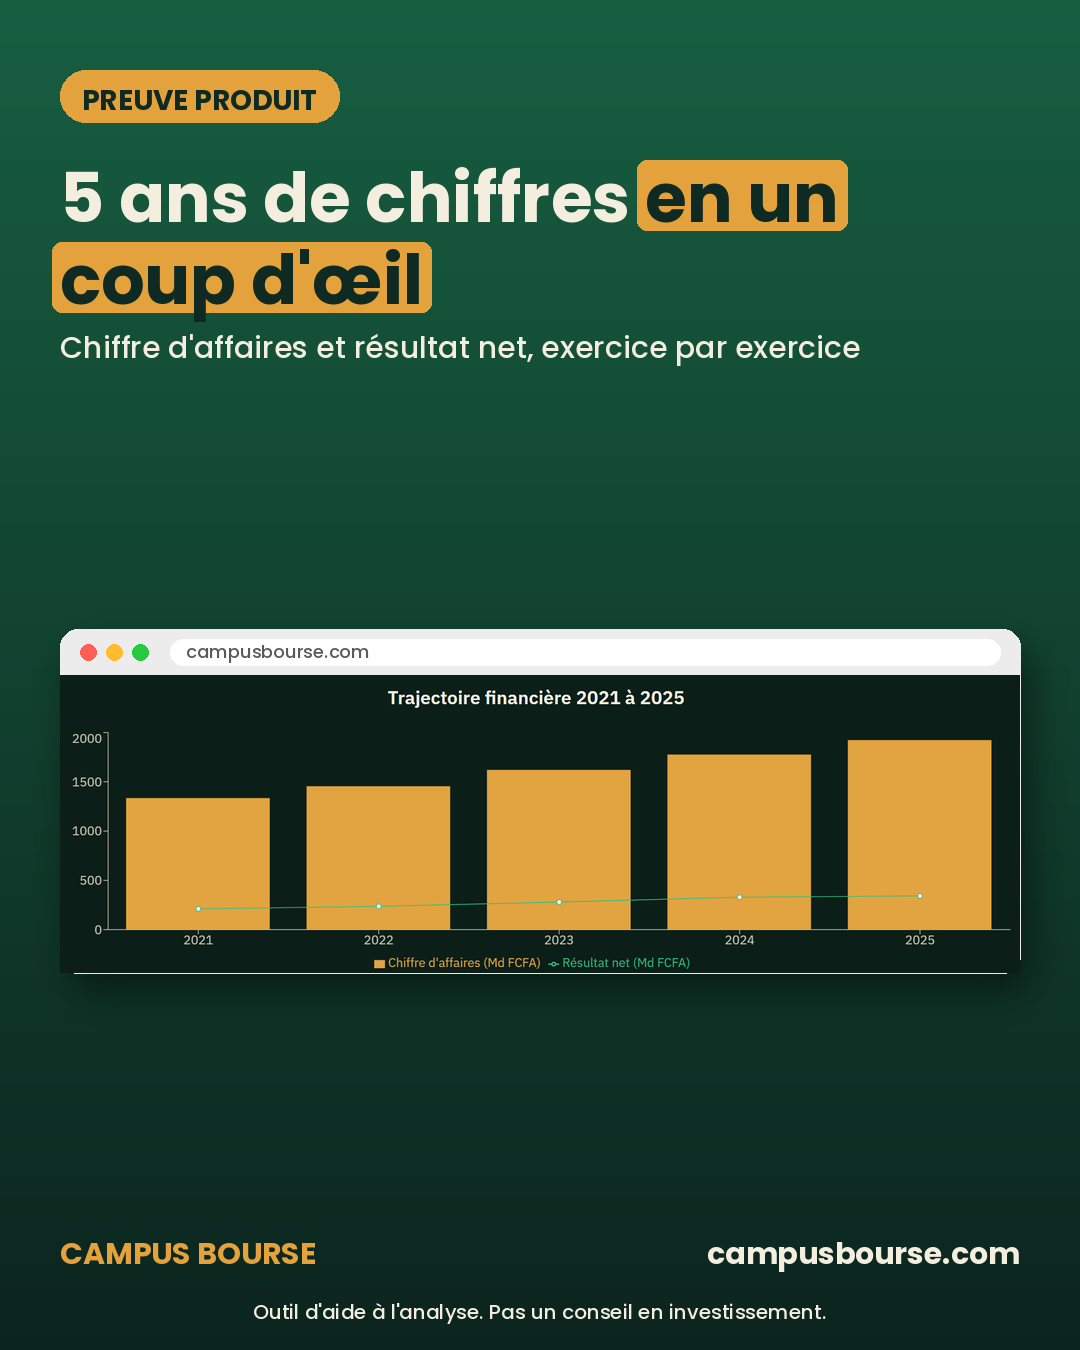 PREUVE PRODUIT
5 ans de chiffres en un
coup d'œil
Chiffre d'affaires et résultat net, exercice par exercice
campusbourse.com
Trajectoire financière 2021 à 2025
2000
1500
1000
500
0
2021 2022 2023 2024 2025
Chiffre d'affaires (Md FCFA) Résultat net (Md FCFA)
CAMPUS BOURSE campusbourse.com
Outil d'aide à l'analyse. Pas un conseil en investissement.